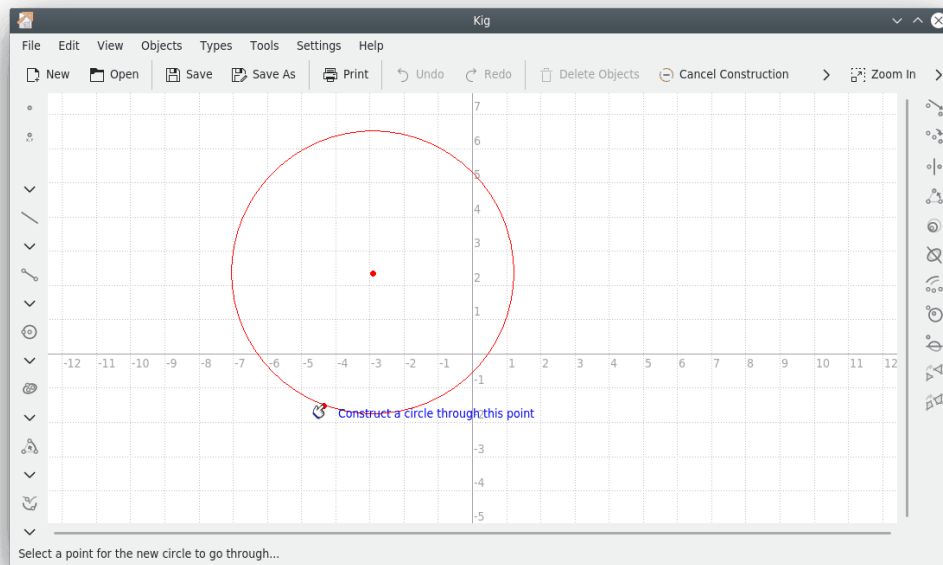 Kig
File Edit View Objects Types Tools Settings Help
New Open Save Save As Print Undo Redo Delete Objects Cancel Construction Zoom In
7
6
5
4
3
2
1
-12 -11 -10 -9 -8 -7 -6 -5 -4 -3 -2 -1 1 2 3 4 5 6 7 8 9 10 11 12
-1
Construct a circle through this point
-2
-3
-4
-5
Select a point for the new circle to go through...